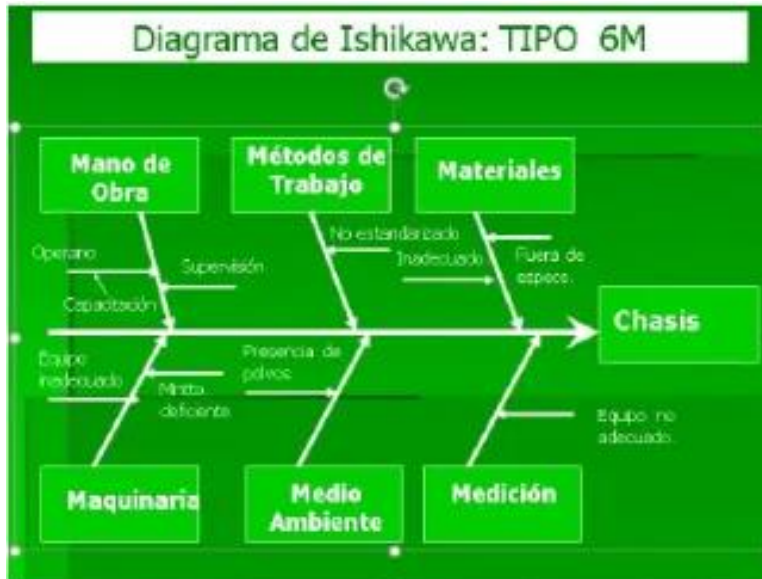 Diagrama de Ishikawa: TIPO 6M
Mano de
Obra
Métodos de
Trabajo
Materiales
Operario
Capacitación
Supervisión
No estandarizado
Inadecuado
Fuera de
especs.
Chasis
Equipo
inadecuado
Mntto.
deficiente
Presencia de
polvos
Equipo no
adecuado.
Maquinaria
Medio
Ambiente
Medición